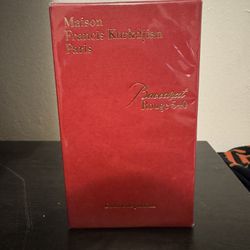 Maison
Francis Kurkdjian
Paris
Baccarat
Rouge 540